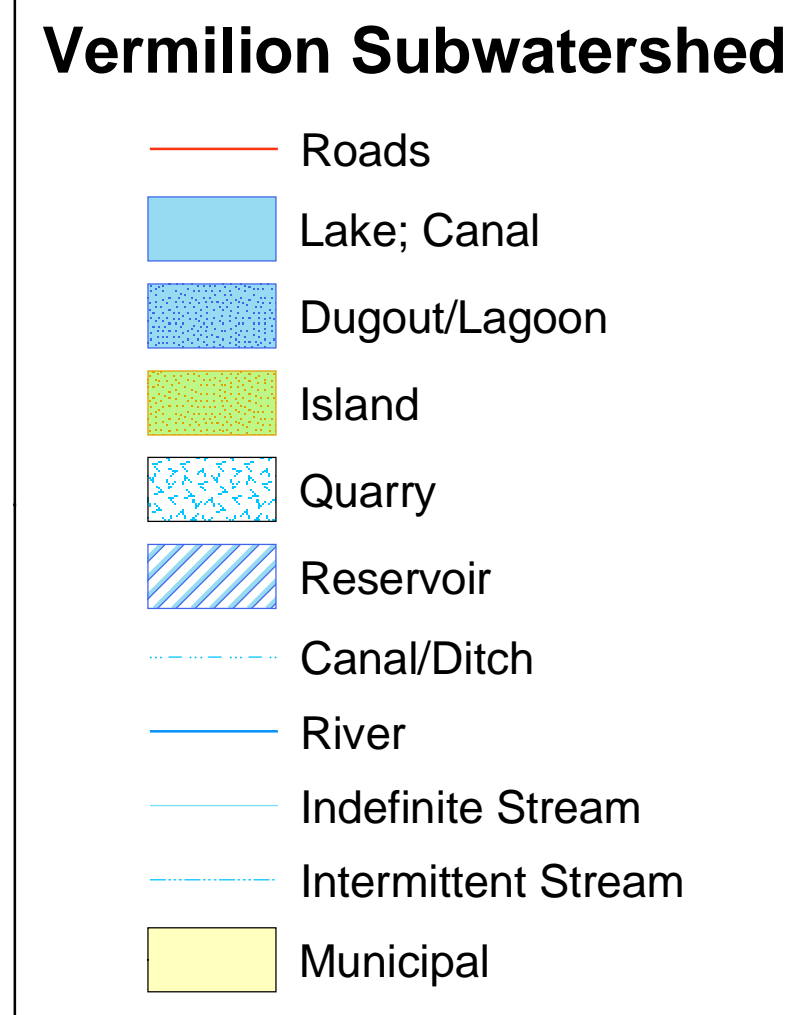 Vermilion Subwatershed
Roads
Lake; Canal
Dugout/Lagoon
Island
Quarry
Reservoir
Canal/Ditch
River
Indefinite Stream
Intermittent Stream
Municipal